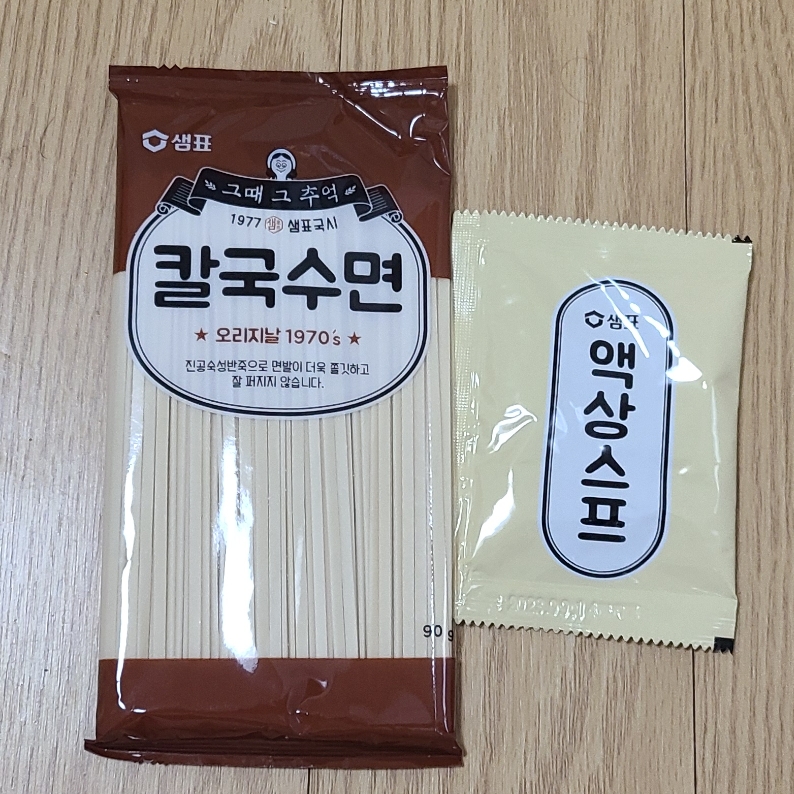 샘표
그때 그 추억
1977 샘표국시
칼국수면
★ 오리지날 1970's ★
진공숙성반죽으로 면발이 더욱 쫄깃하고
잘 퍼지지 않습니다.
90 g
샘표
액상스프